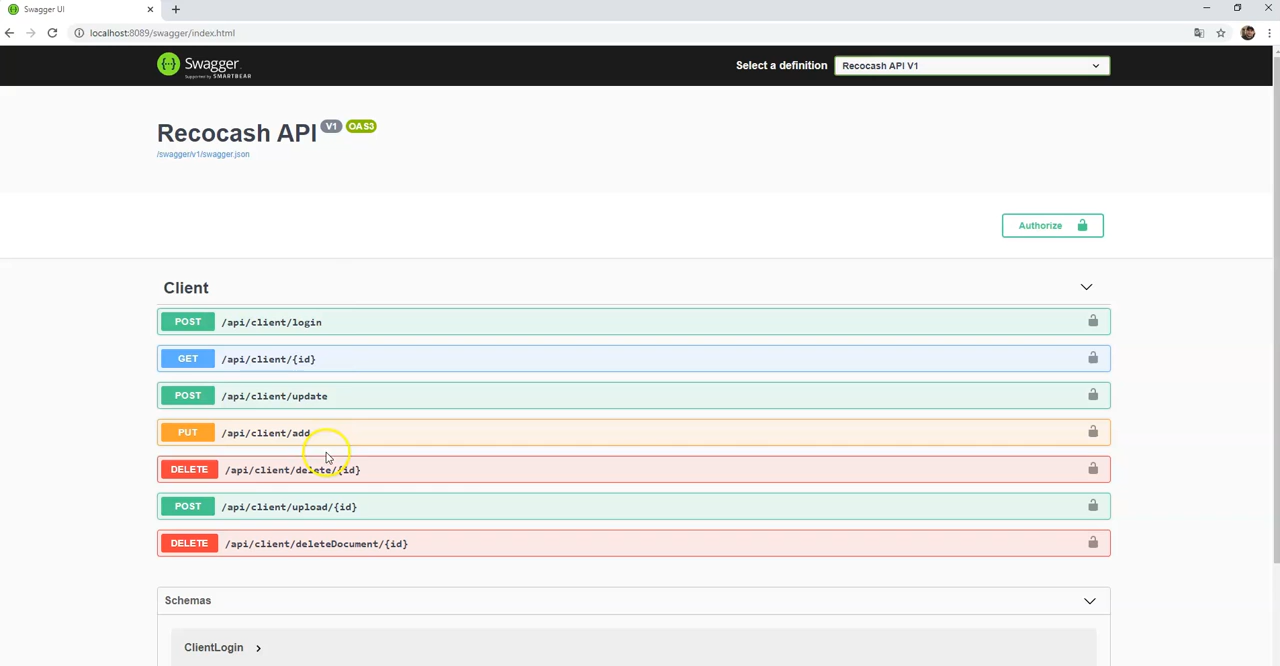 Swagger UI
localhost:8089/swagger/index.html
Swagger
Supported by SMARTBEAR
Select a definition
Recocash API V1
Recocash API V1 OAS3
/swagger/v1/swagger.json
Authorize
Client
POST /api/client/login
GET /api/client/{id}
POST /api/client/update
PUT /api/client/add
DELETE /api/client/delete/{id}
POST /api/client/upload/{id}
DELETE /api/client/deleteDocument/{id}
Schemas
ClientLogin